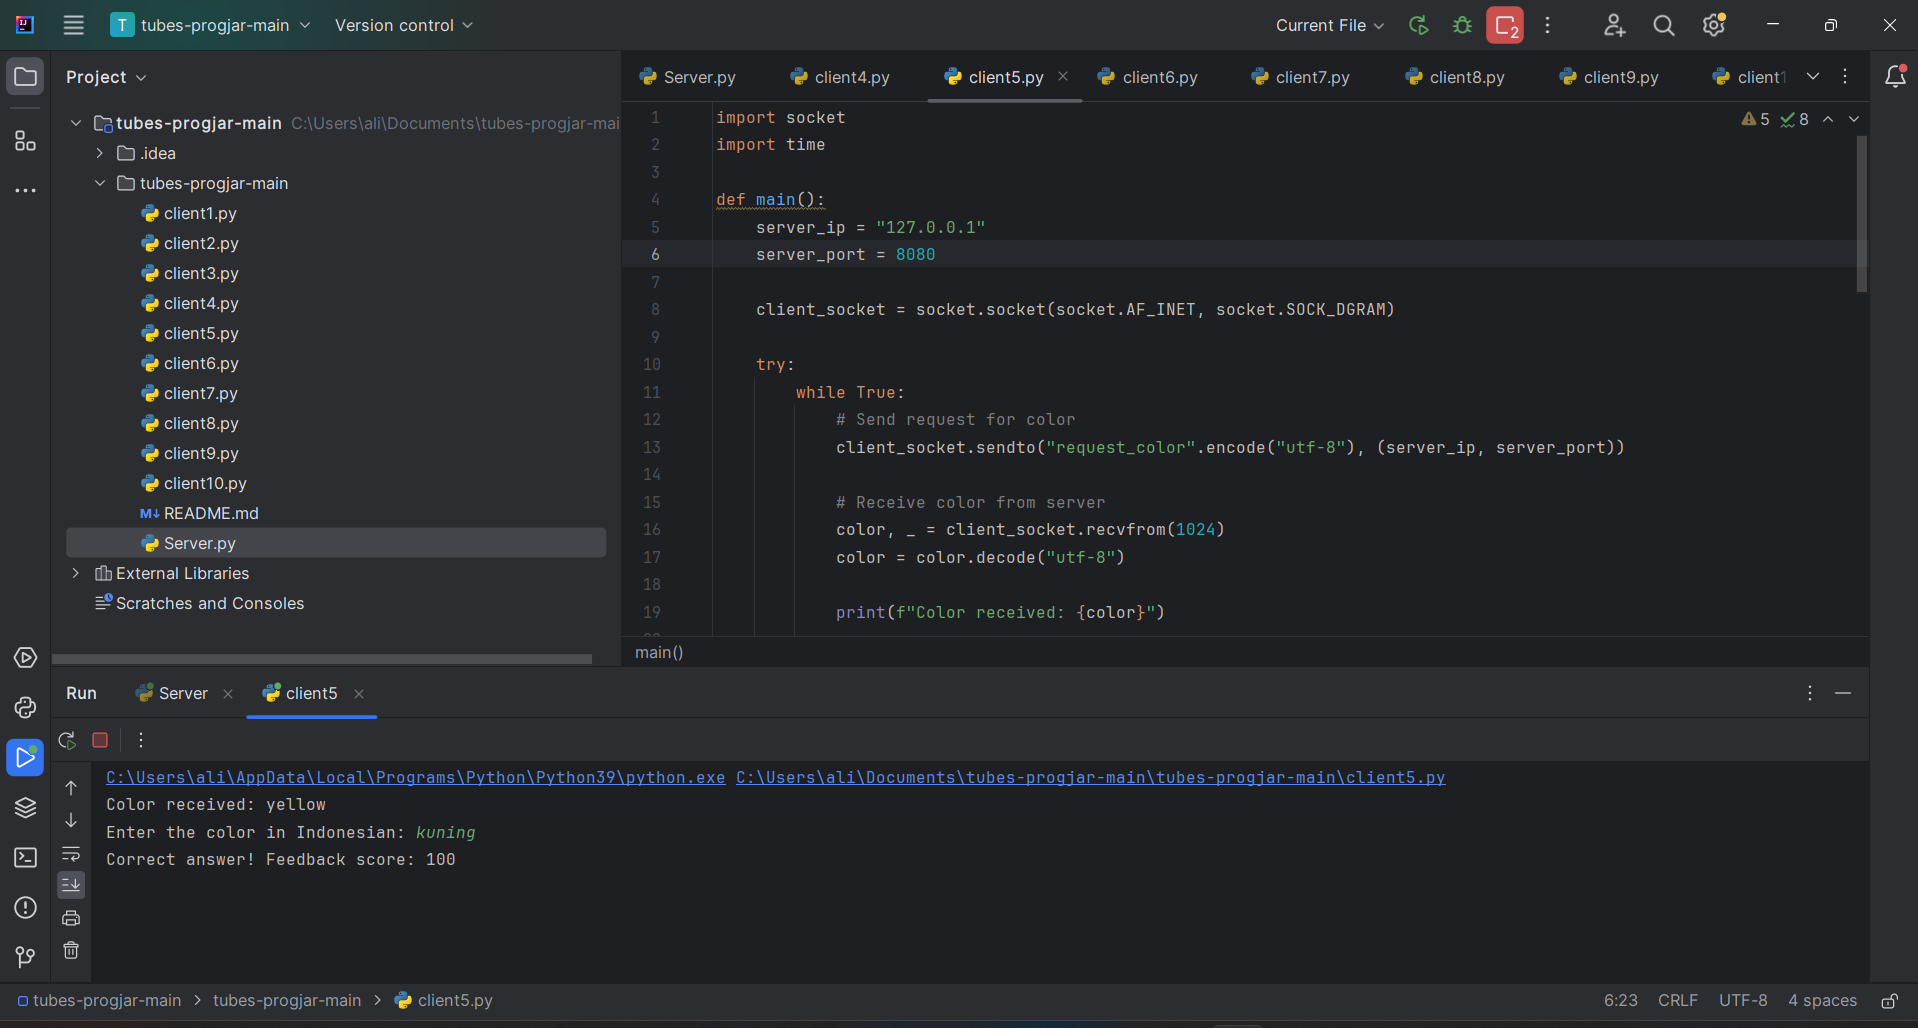 T tubes-progjar-main Version control Current File 2
Project
Server.py client4.py client5.py client6.py client7.py client8.py client9.py client1
tubes-progjar-main C:\Users\ali\Documents\tubes-progjar-mai
.idea
tubes-progjar-main
client1.py
client2.py
client3.py
client4.py
client5.py
client6.py
client7.py
client8.py
client9.py
client10.py
README.md
Server.py
External Libraries
Scratches and Consoles
5 8
1 import socket
2 import time
3
4 def main():
5 server_ip = "127.0.0.1"
6 server_port = 8080
7
8 client_socket = socket.socket(socket.AF_INET, socket.SOCK_DGRAM)
9
10 try:
11 while True:
12 # Send request for color
13 client_socket.sendto("request_color".encode("utf-8"), (server_ip, server_port))
14
15 # Receive color from server
16 color, _ = client_socket.recvfrom(1024)
17 color = color.decode("utf-8")
18
19 print(f"Color received: {color}")
main()
Run Server client5
C:\Users\ali\AppData\Local\Programs\Python\Python39\python.exe C:\Users\ali\Documents\tubes-progjar-main\tubes-progjar-main\client5.py
Color received: yellow
Enter the color in Indonesian: kuning
Correct answer! Feedback score: 100
tubes-progjar-main > tubes-progjar-main > client5.py 6:23 CRLF UTF-8 4 spaces